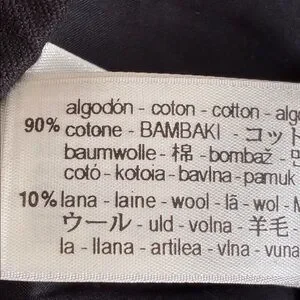 algodón - coton - cotton - alg
90% cotone - BAMBAKI - コット
baumwolle - 棉 - bombaž -
cotó - kotoia - bavlna - pamuk
10% lana - laine - wool - lã - wol -
ウール - uld - volna - 羊毛 -
la - llana - artilea - vlna - vuna